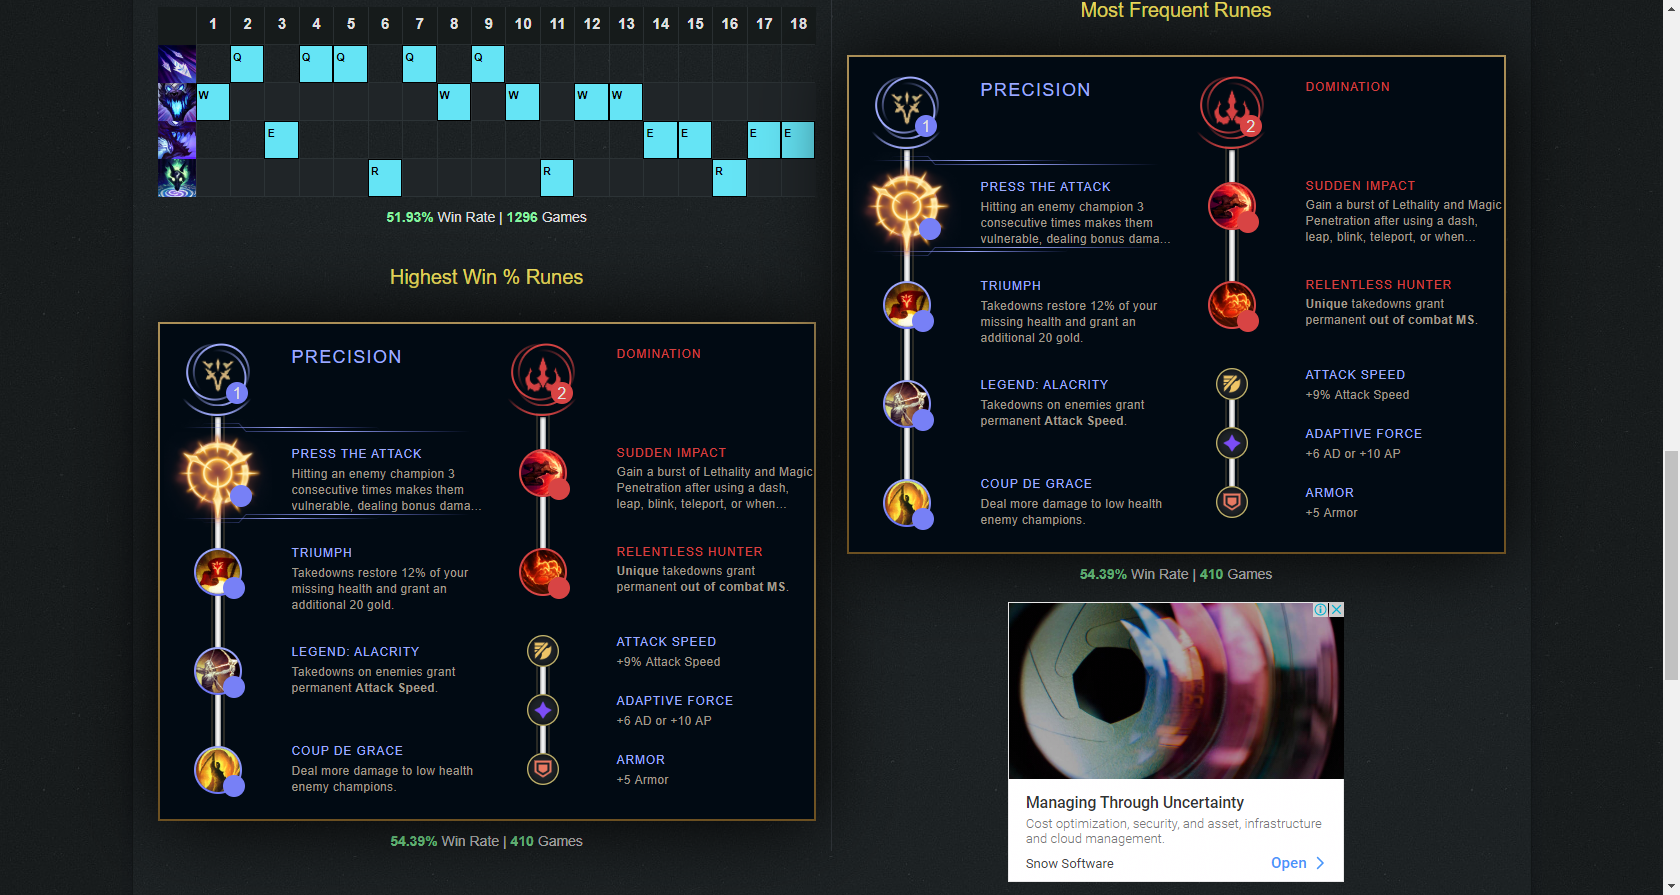 1 2 3 4 5 6 7 8 9 10 11 12 13 14 15 16 17 18
Q Q Q Q Q
W W W W W
E E E E E
R R R
51.93% Win Rate | 1296 Games
Highest Win % Runes
PRECISION
1
PRESS THE ATTACK
Hitting an enemy champion 3
consecutive times makes them
vulnerable, dealing bonus dama...
TRIUMPH
Takedowns restore 12% of your
missing health and grant an
additional 20 gold.
LEGEND: ALACRITY
Takedowns on enemies grant
permanent Attack Speed.
COUP DE GRACE
Deal more damage to low health
enemy champions.
DOMINATION
2
SUDDEN IMPACT
Gain a burst of Lethality and Magic
Penetration after using a dash,
leap, blink, teleport, or when...
RELENTLESS HUNTER
Unique takedowns grant
permanent out of combat MS.
ATTACK SPEED
+9% Attack Speed
ADAPTIVE FORCE
+6 AD or +10 AP
ARMOR
+5 Armor
54.39% Win Rate | 410 Games
Most Frequent Runes
PRECISION
1
PRESS THE ATTACK
Hitting an enemy champion 3
consecutive times makes them
vulnerable, dealing bonus dama...
TRIUMPH
Takedowns restore 12% of your
missing health and grant an
additional 20 gold.
LEGEND: ALACRITY
Takedowns on enemies grant
permanent Attack Speed.
COUP DE GRACE
Deal more damage to low health
enemy champions.
DOMINATION
2
SUDDEN IMPACT
Gain a burst of Lethality and Magic
Penetration after using a dash,
leap, blink, teleport, or when...
RELENTLESS HUNTER
Unique takedowns grant
permanent out of combat MS.
ATTACK SPEED
+9% Attack Speed
ADAPTIVE FORCE
+6 AD or +10 AP
ARMOR
+5 Armor
54.39% Win Rate | 410 Games
Managing Through Uncertainty
Cost optimization, security, and asset, infrastructure
and cloud management.
Snow Software
Open